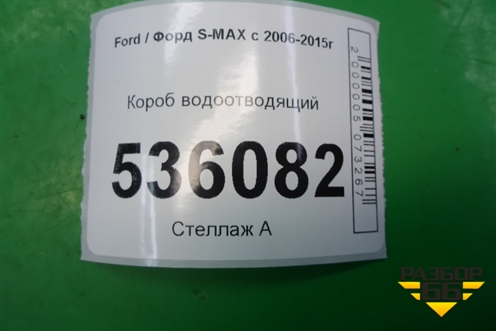 Ford / Форд S-MAX с 2006-2015г
Короб водоотводящий
536082
Стеллаж А
2000005073267
РАЗБОР
66